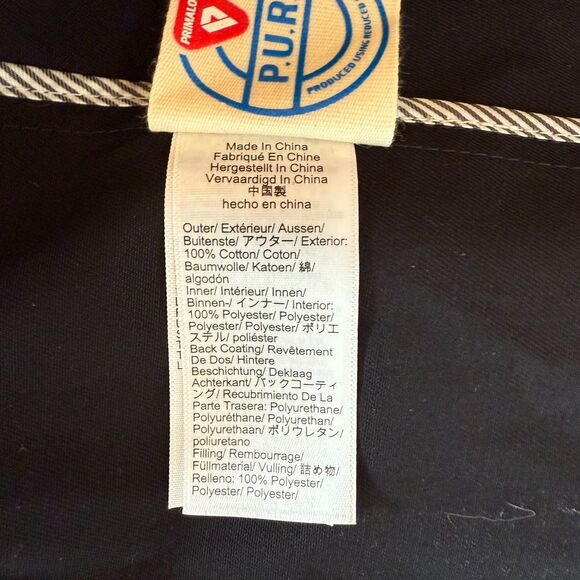 PRIMALO
P.U.R.
PRODUCED USING REDUCED
Made In China
Fabriqué En Chine
Hergestellt In China
Vervaardigd In China
中国製
hecho en china
Outer/ Extérieur/ Aussen/
Buitenste/ アウター/ Exterior:
100% Cotton/ Coton/
Baumwolle/ Katoen/ 綿/
algodón
Inner/ Intérieur/ Innen/
Binnen-/ インナー/ Interior:
100% Polyester/ Polyester/
Polyester/ Polyester/ ポリエ
ステル/ poliéster
Back Coating/ Revêtement
De Dos/ Hintere
Beschichtung/ Deklaag
Achterkant/ バックコーティ
ング/ Recubrimiento De La
Parte Trasera: Polyurethane/
Polyuréthane/ Polyurethan/
Polyurethaan/ ポリウレタン/
poliuretano
Filling/ Rembourrage/
Füllmaterial/ Vulling/ 詰め物/
Relleno: 100% Polyester/
Polyester/ Polyester/